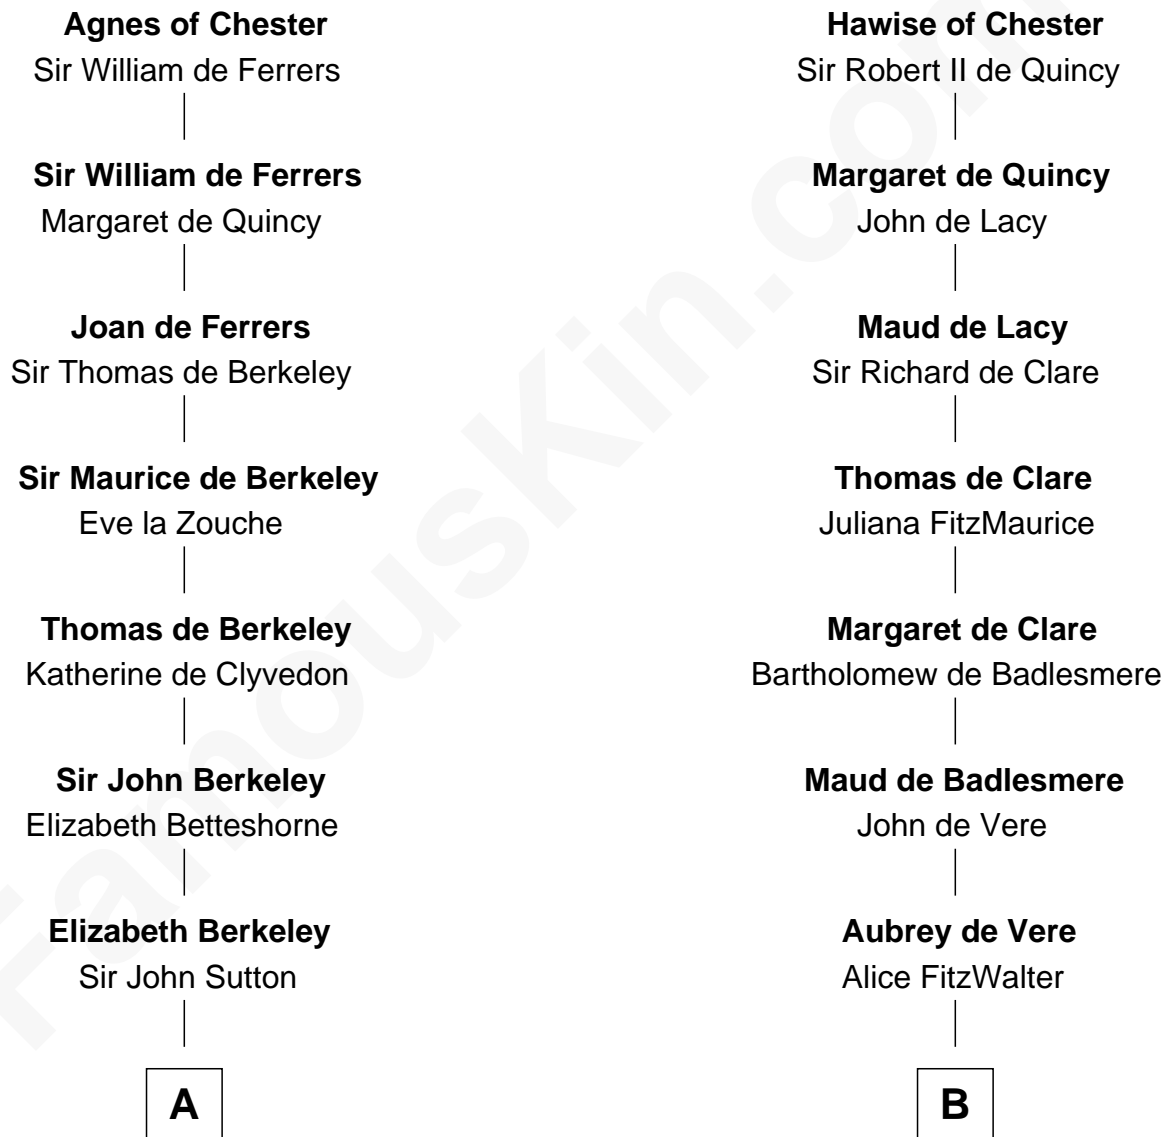 Agnes of Chester
Sir William de Ferrers
Sir William de Ferrers
Margaret de Quincy
Joan de Ferrers
Sir Thomas de Berkeley
Sir Maurice de Berkeley
Eve la Zouche
Thomas de Berkeley
Katherine de Clyvedon
Sir John Berkeley
Elizabeth Betteshorne
Elizabeth Berkeley
Sir John Sutton
A
Hawise of Chester
Sir Robert II de Quincy
Margaret de Quincy
John de Lacy
Maud de Lacy
Sir Richard de Clare
Thomas de Clare
Juliana FitzMaurice
Margaret de Clare
Bartholomew de Badlesmere
Maud de Badlesmere
John de Vere
Aubrey de Vere
Alice FitzWalter
B
FamousKin.com